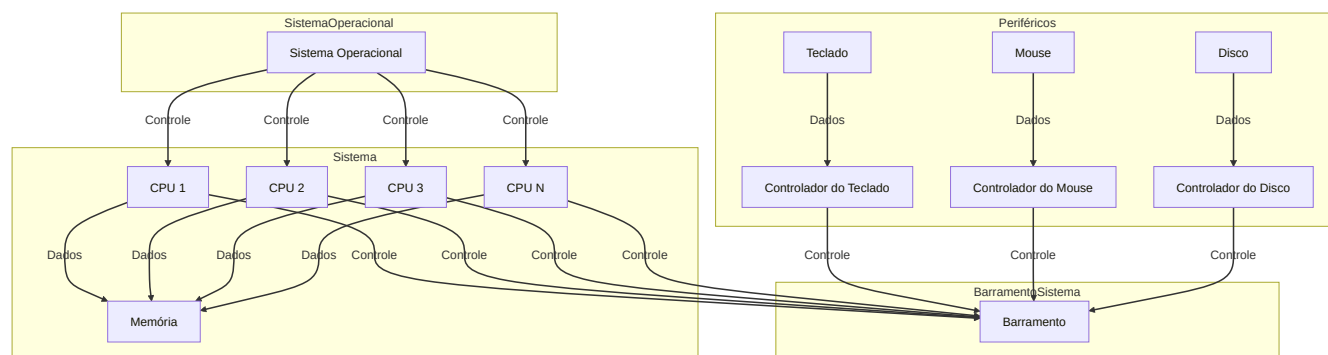 SistemaOperacional
Periféricos
Sistema Operacional
Teclado
Mouse
Disco
Controle
Controle
Controle
Controle
Dados
Dados
Dados
Sistema
CPU 1
CPU 2
CPU 3
CPU N
Controlador do Teclado
Controlador do Mouse
Controlador do Disco
Dados
Dados
Dados
Dados
Controle
Controle
Controle
Controle
Controle
Controle
Controle
BarramentoSistema
Memória
Barramento